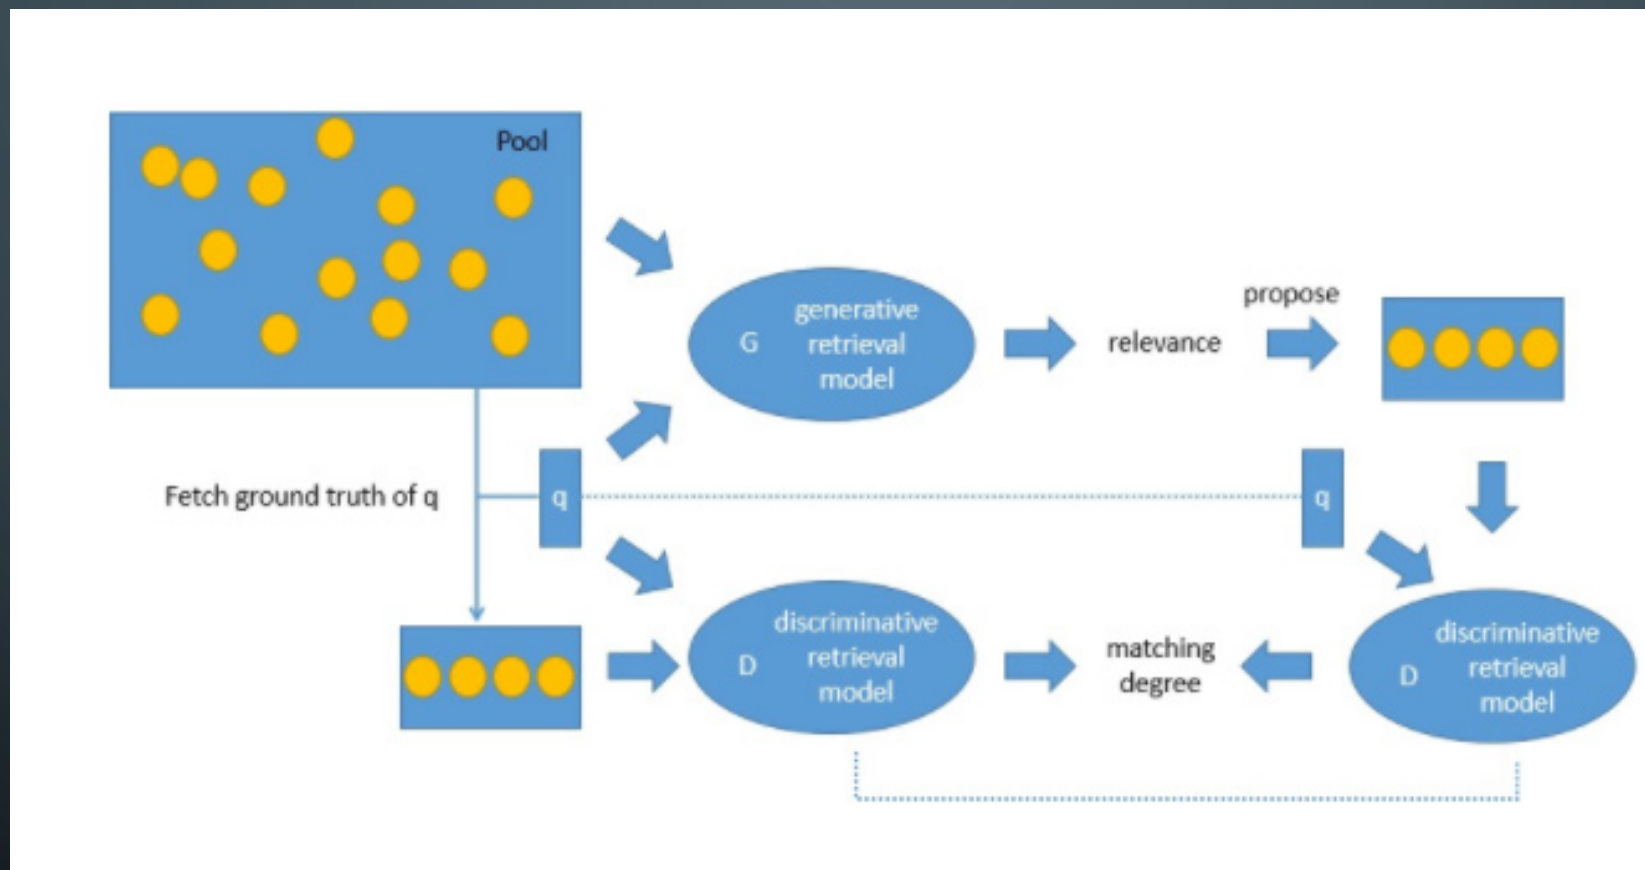 Pool
G
generative
retrieval
model
relevance
propose
Fetch ground truth of q
q
q
D
discriminative
retrieval
model
matching
degree
D
discriminative
retrieval
model